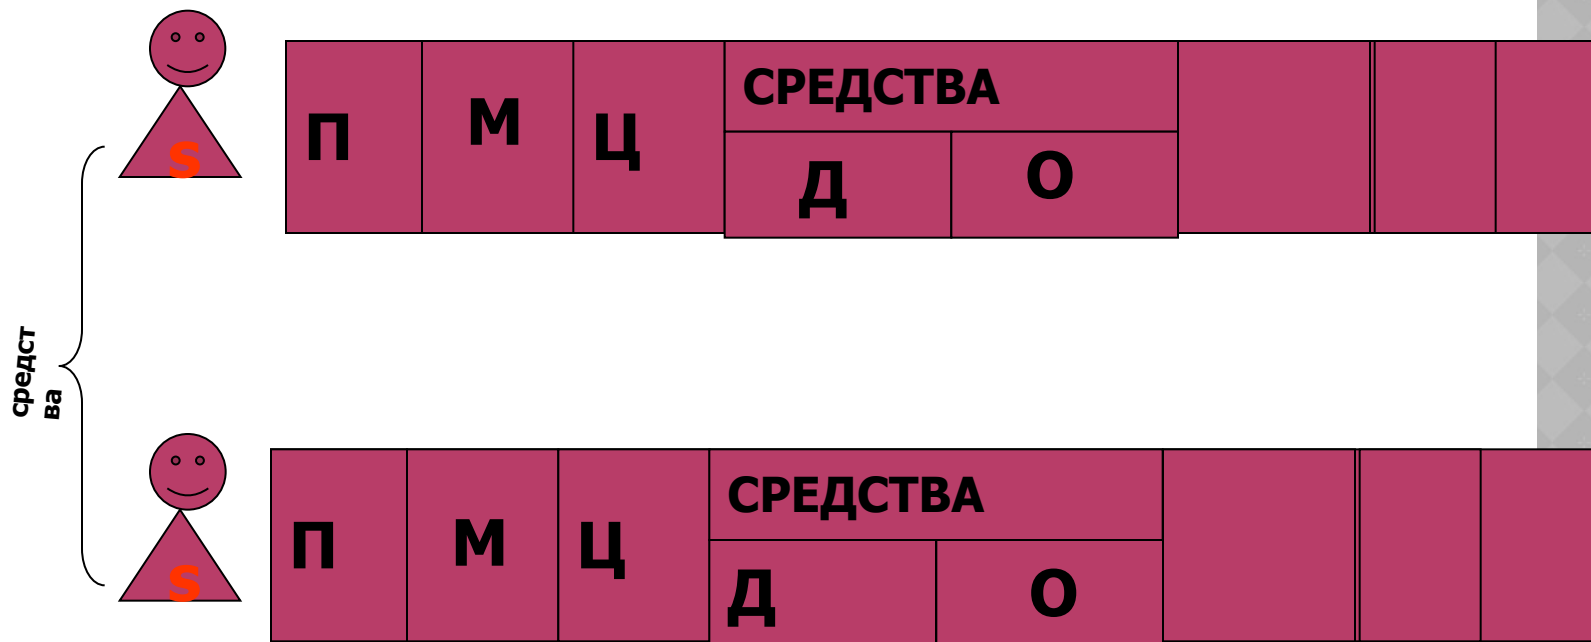 СРЕДСТВА
П М Ц
Д О
S
средст
ва
СРЕДСТВА
П М Ц
Д О
S